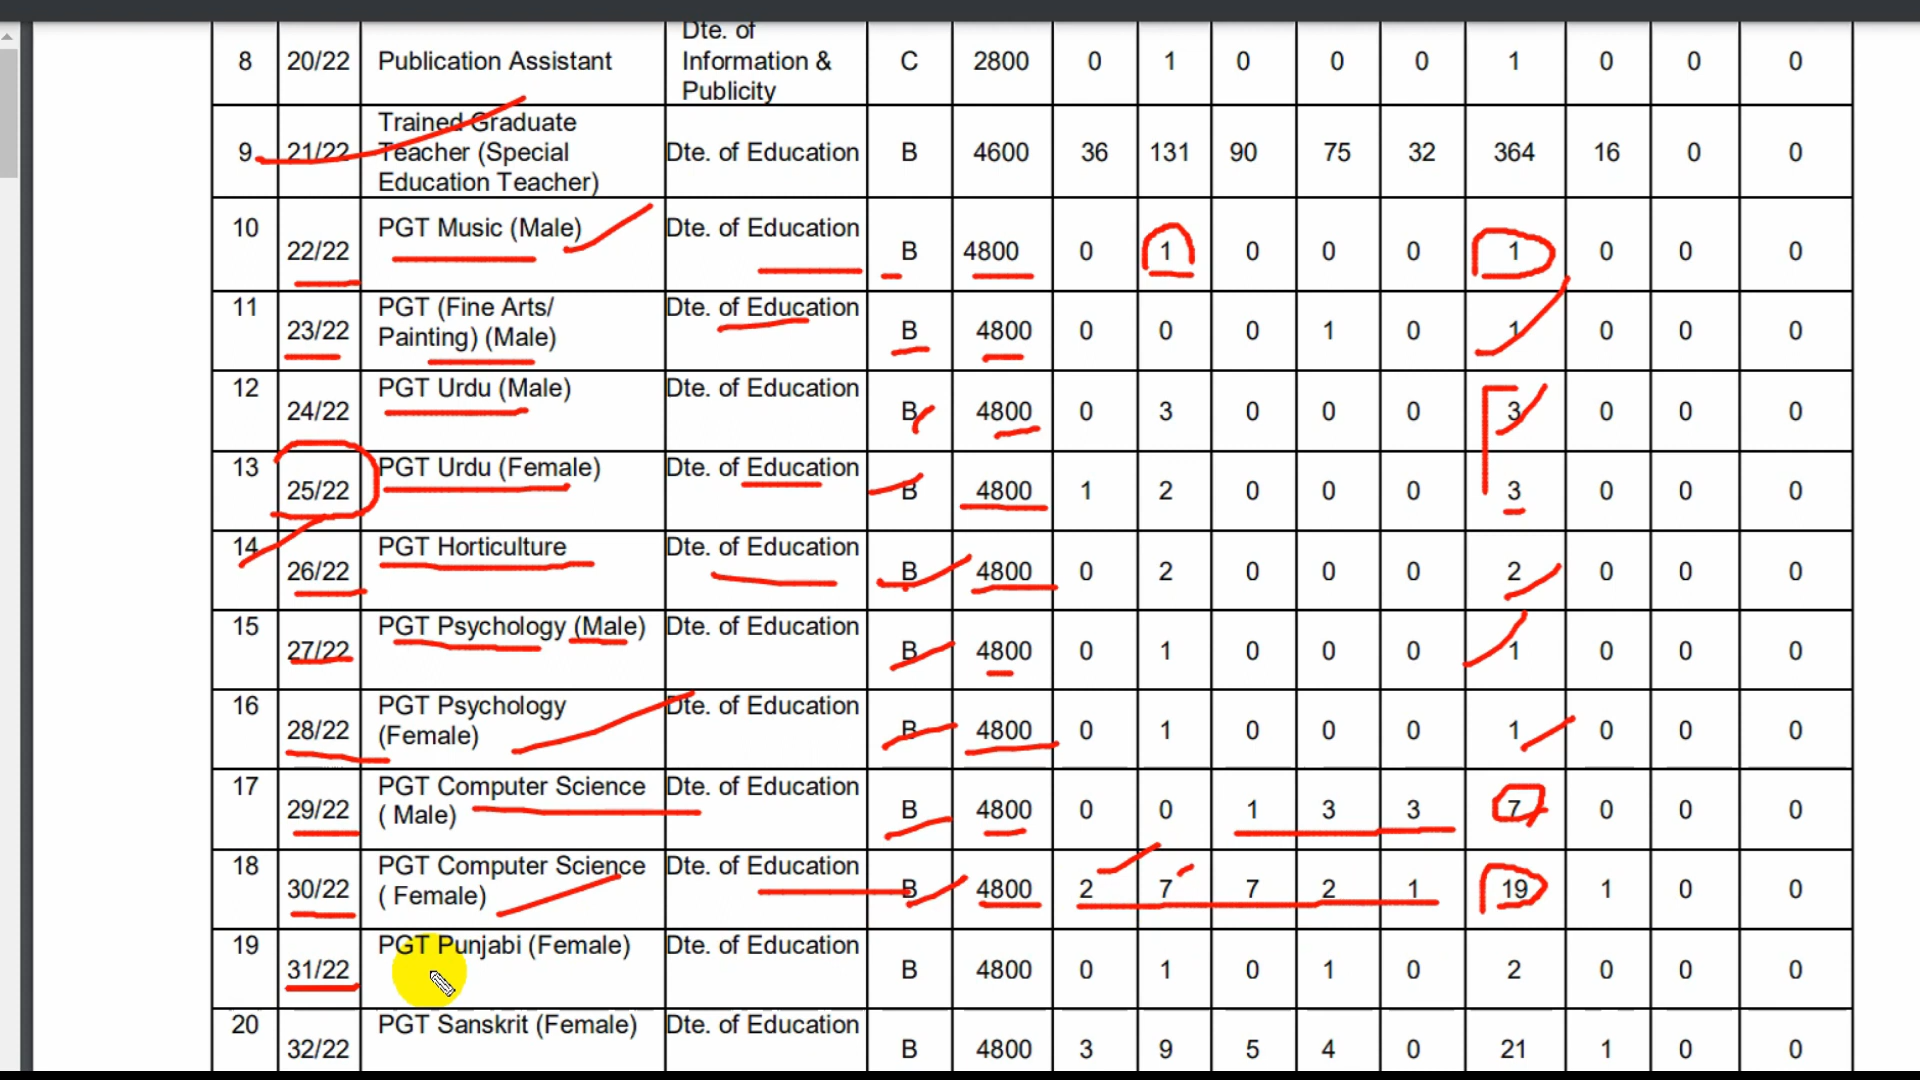 8 20/22 Publication Assistant Dte. of Information & Publicity C 2800 0 1 0 0 0 1 0 0 0
9 21/22 Trained Graduate Teacher (Special Education Teacher) Dte. of Education B 4600 36 131 90 75 32 364 16 0 0
10 22/22 PGT Music (Male) Dte. of Education B 4800 0 1 0 0 0 1 0 0 0
11 23/22 PGT (Fine Arts/ Painting) (Male) Dte. of Education B 4800 0 0 0 1 0 1 0 0 0
12 24/22 PGT Urdu (Male) Dte. of Education B 4800 0 3 0 0 0 3 0 0 0
13 25/22 PGT Urdu (Female) Dte. of Education B 4800 1 2 0 0 0 3 0 0 0
14 26/22 PGT Horticulture Dte. of Education B 4800 0 2 0 0 0 2 0 0 0
15 27/22 PGT Psychology (Male) Dte. of Education B 4800 0 1 0 0 0 1 0 0 0
16 28/22 PGT Psychology (Female) Dte. of Education B 4800 0 1 0 0 0 1 0 0 0
17 29/22 PGT Computer Science ( Male) Dte. of Education B 4800 0 0 1 3 3 7 0 0 0
18 30/22 PGT Computer Science ( Female) Dte. of Education B 4800 2 7 7 2 1 19 1 0 0
19 31/22 PGT Punjabi (Female) Dte. of Education B 4800 0 1 0 1 0 2 0 0 0
20 32/22 PGT Sanskrit (Female) Dte. of Education B 4800 3 9 5 4 0 21 1 0 0